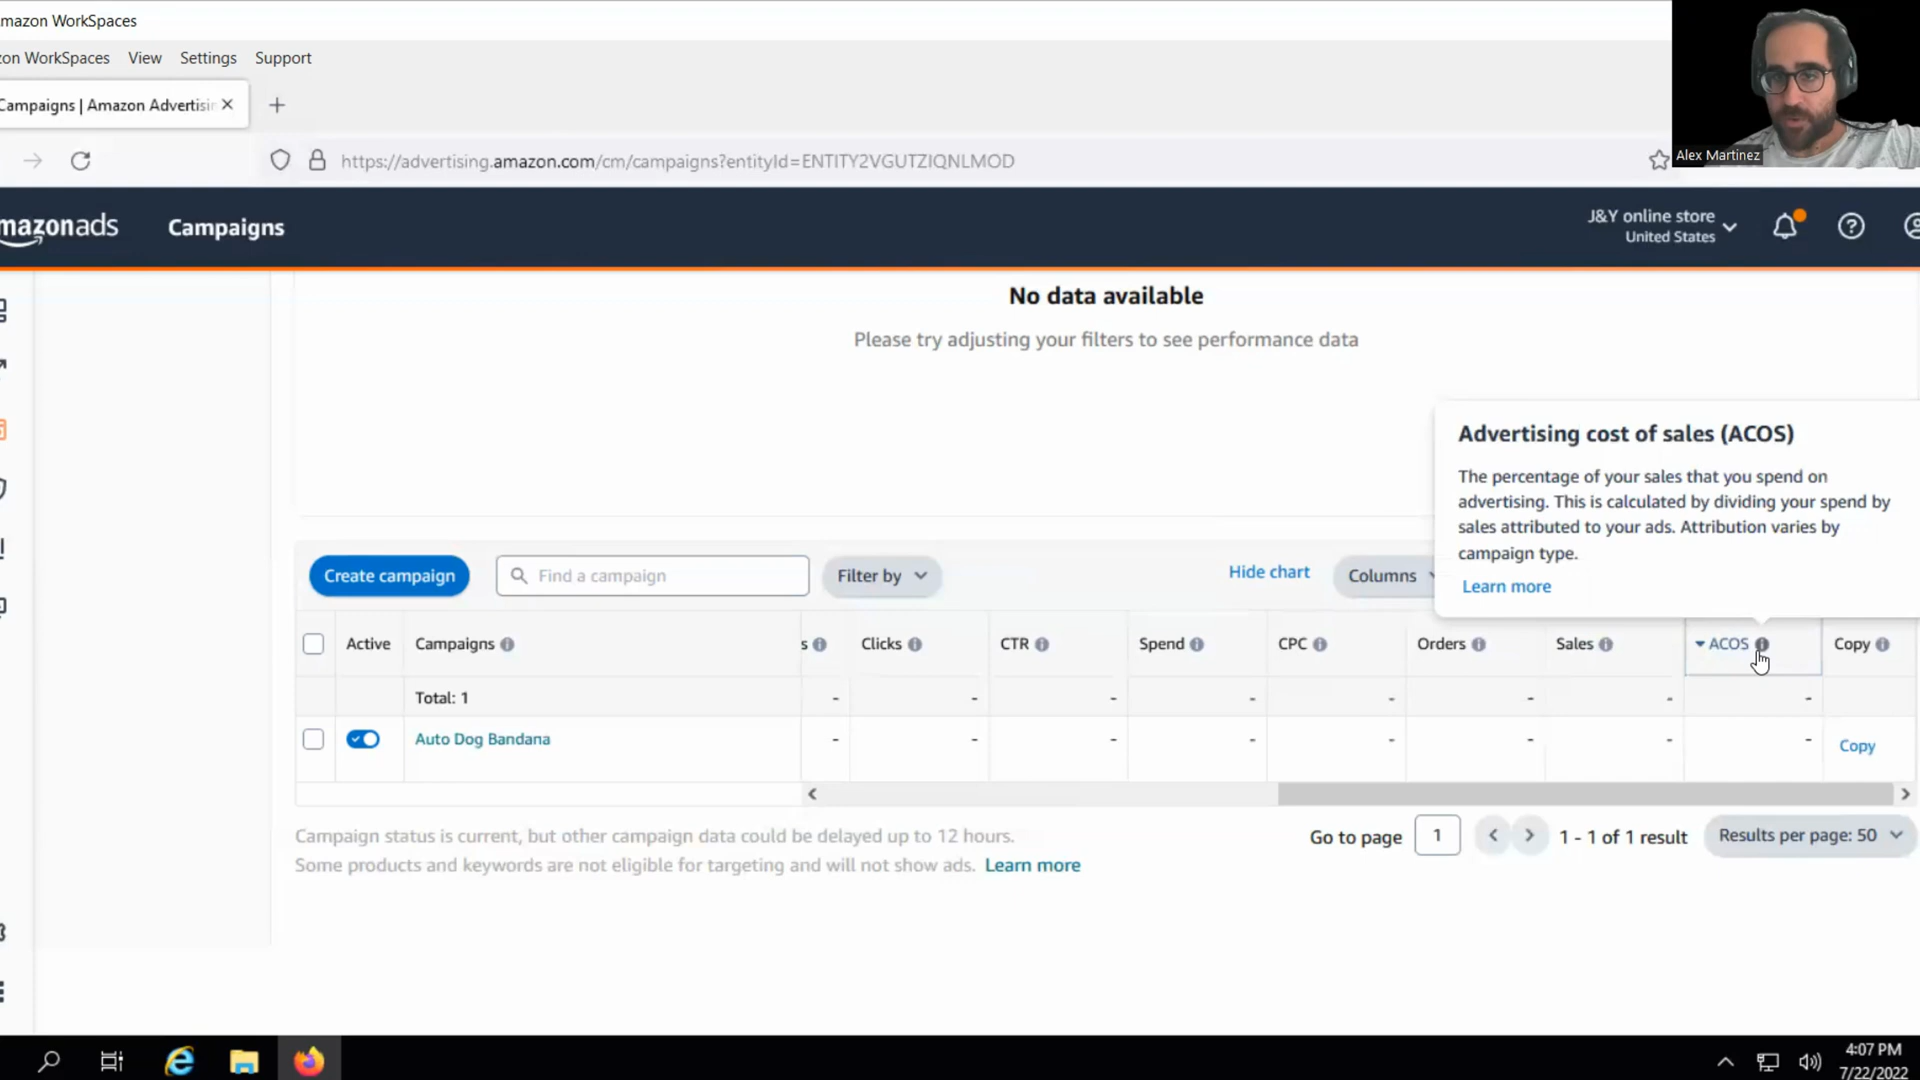 mazon WorkSpaces
zon WorkSpaces View Settings Support
Campaigns | Amazon Advertisin
https://advertising.amazon.com/cm/campaigns?entityId=ENTITY2VGUTZIQNLMOD
Alex Martinez
mazonads Campaigns
J&Y online store
United States
No data available
Please try adjusting your filters to see performance data
Advertising cost of sales (ACOS)
The percentage of your sales that you spend on
advertising. This is calculated by dividing your spend by
sales attributed to your ads. Attribution varies by
campaign type.
Learn more
Create campaign Find a campaign Filter by Hide chart Columns
Active Campaigns s Clicks CTR Spend CPC Orders Sales ACOS Copy
Total: 1 - - - - - - - -
Auto Dog Bandana - - - - - - - - Copy
Campaign status is current, but other campaign data could be delayed up to 12 hours.
Some products and keywords are not eligible for targeting and will not show ads. Learn more
Go to page 1 1 - 1 of 1 result Results per page: 50
4:07 PM
7/22/2022